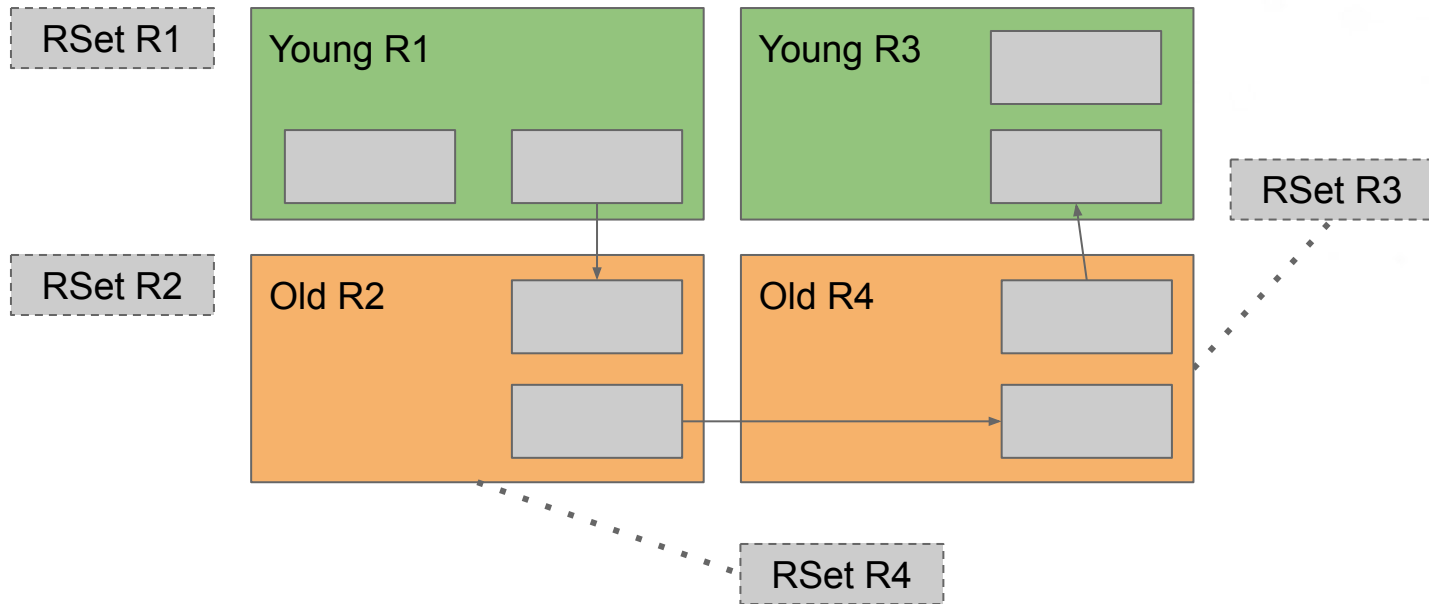 RSet R1
Young R1
Young R3
RSet R3
RSet R2
Old R2
Old R4
RSet R4